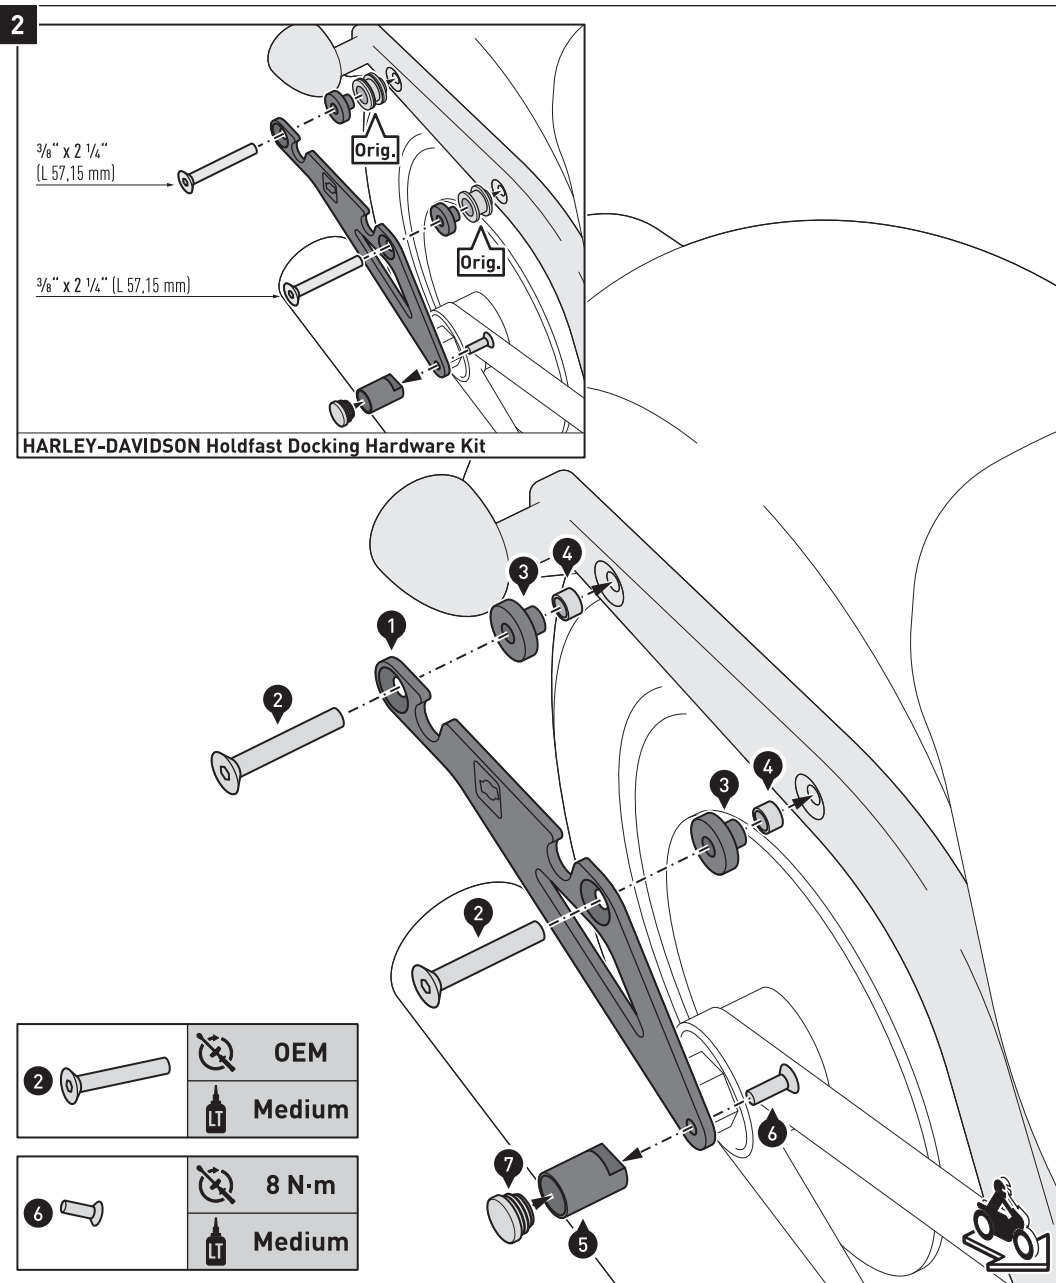 2
Orig.
³/₈“ x 2 ¹/₄“
(L 57,15 mm)
Orig.
³/₈“ x 2 ¹/₄“ (L 57,15 mm)
HARLEY-DAVIDSON Holdfast Docking Hardware Kit
4
3
1
2
4
3
2
2
OEM
LT Medium
6
7
5
6
8 N·m
LT Medium